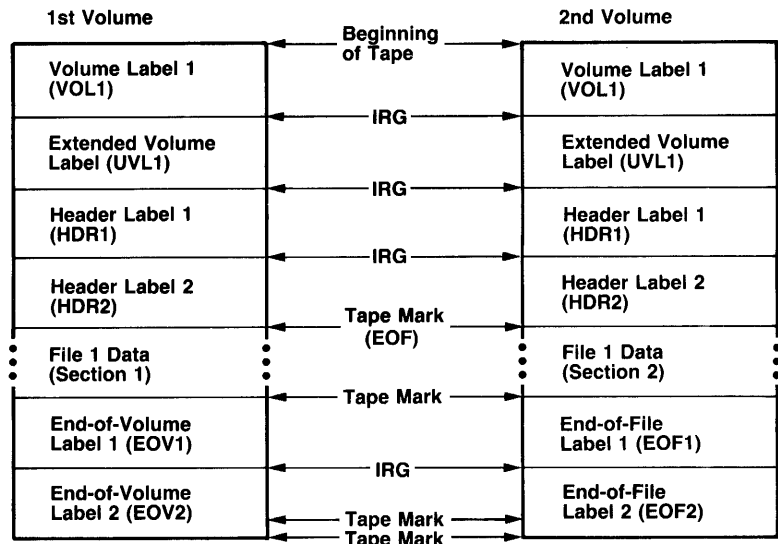 1st Volume
2nd Volume
Beginning
of Tape
Volume Label 1
(VOL1)
Volume Label 1
(VOL1)
IRG
Extended Volume
Label (UVL1)
Extended Volume
Label (UVL1)
IRG
Header Label 1
(HDR1)
Header Label 1
(HDR1)
IRG
Header Label 2
(HDR2)
Header Label 2
(HDR2)
Tape Mark
(EOF)
File 1 Data
(Section 1)
File 1 Data
(Section 2)
Tape Mark
End-of-Volume
Label 1 (EOV1)
End-of-File
Label 1 (EOF1)
IRG
End-of-Volume
Label 2 (EOV2)
End-of-File
Label 2 (EOF2)
Tape Mark
Tape Mark